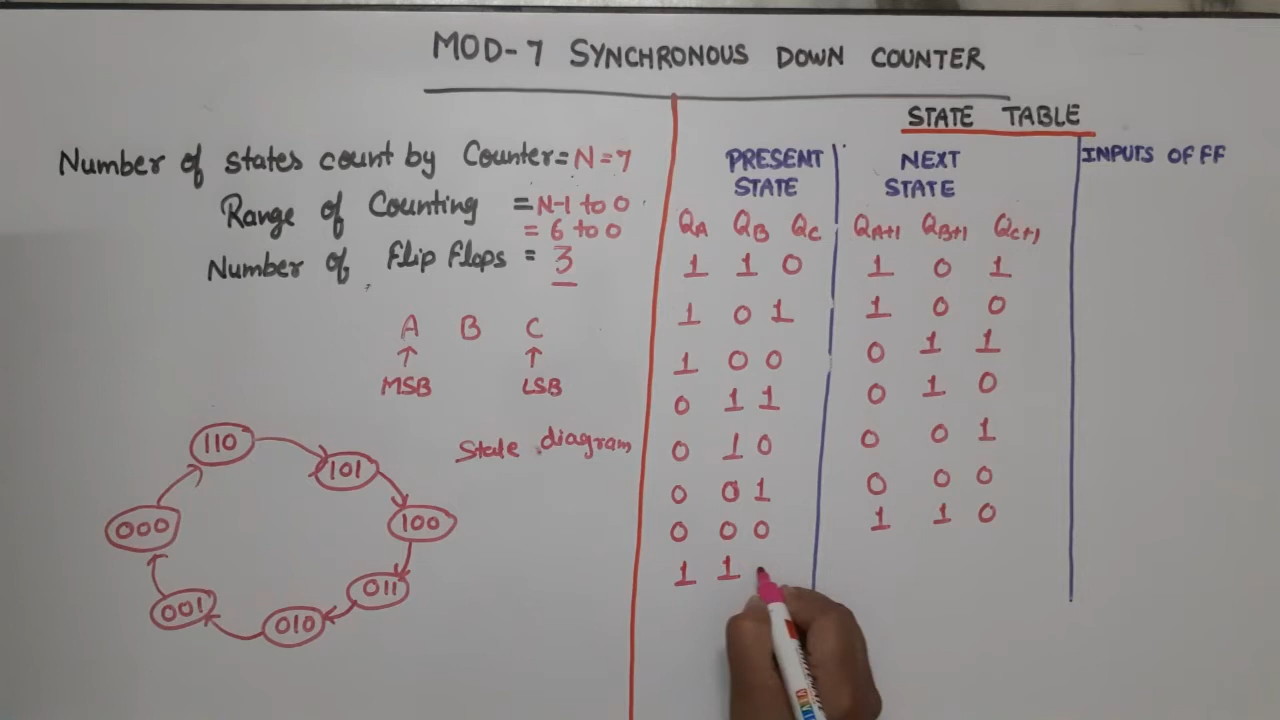 MOD-7 SYNCHRONOUS DOWN COUNTER
Number of states count by Counter = N = 7
Range of Counting = N-1 to 0
= 6 to 0
Number of Flip Flops = 3
A B C
↑ ↑
MSB LSB
State diagram
110
101
100
011
010
001
000
STATE TABLE
PRESENT STATE NEXT STATE INPUTS OF FF
QA QB QC QA+1 QB+1 QC+1
1 1 0 1 0 1
1 0 1 1 0 0
1 0 0 0 1 1
0 1 1 0 1 0
0 1 0 0 0 1
0 0 1 0 0 0
0 0 0 1 1 0
1 1